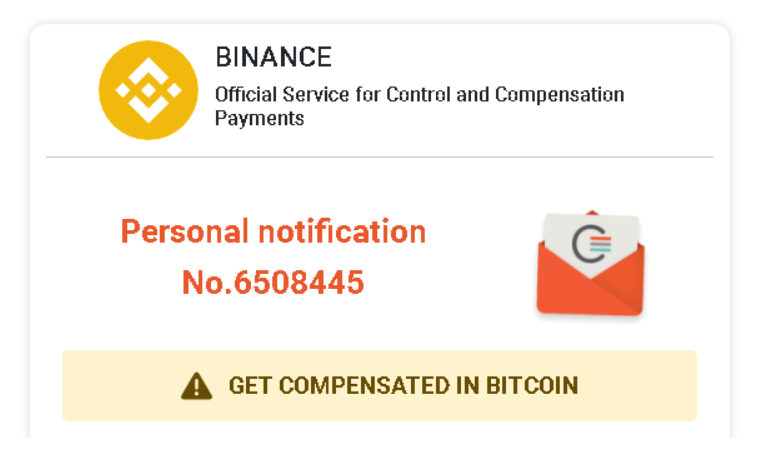 BINANCE
Official Service for Control and Compensation
Payments
Personal notification
No.6508445
GET COMPENSATED IN BITCOIN